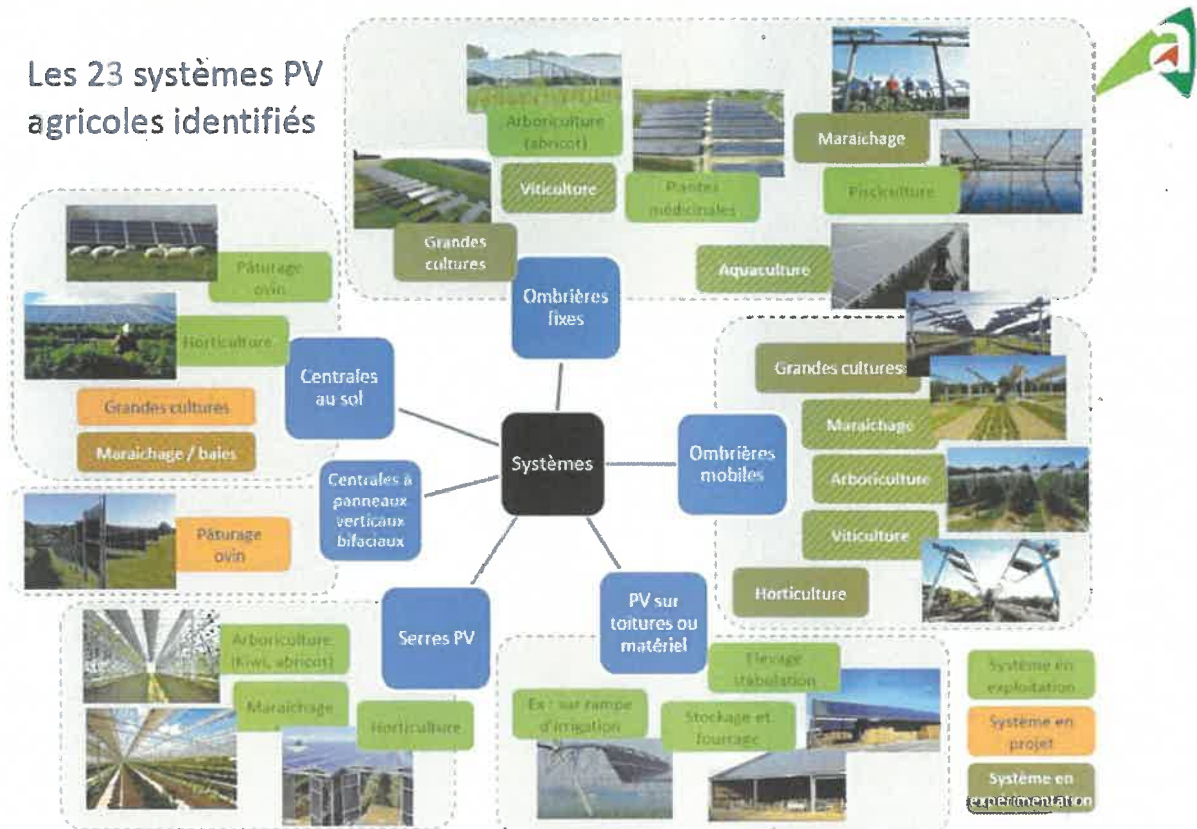 Les 23 systèmes PV
agricoles identifiés
Arboriculture
(abricot)
Maraichage
Viticulture
Plantes
médicinales
Pisciculture
Grandes
cultures
Aquaculture
Ombrières
fixes
Pâturage
ovin
Horticulture
Grandes cultures
Maraichage / baies
Centrales
au sol
Grandes cultures
Maraichage
Arboriculture
Viticulture
Horticulture
Systèmes
Ombrières
mobiles
Centrales à
panneaux
verticaux
bifaciaux
Pâturage
ovin
Serres PV
Arboriculture
(Kiwi, abricot)
Maraichage
Horticulture
PV sur
toitures ou
matériel
Elevage
stabulation
Ex : sur rampe
d'irrigation
Stockage et
fourrage
Système en
exploitation
Système en
projet
Système en
expérimentation